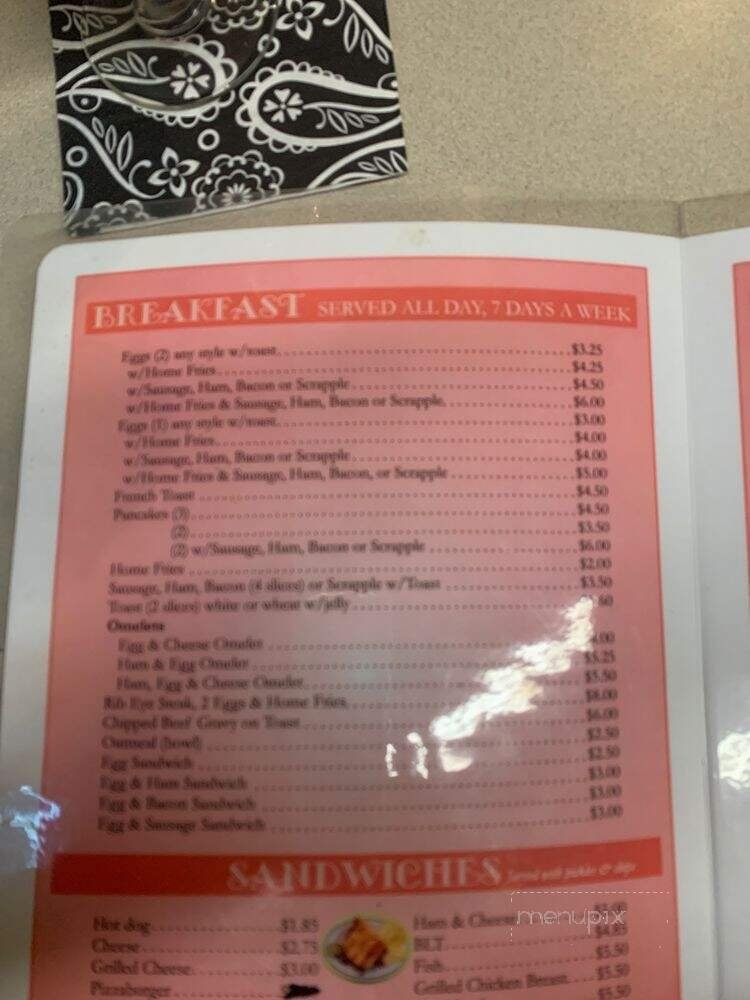 BREAKFAST SERVED ALL DAY, 7 DAYS A WEEK
Eggs (2) any style w/toast $3.25
w/Home Fries $4.25
w/Sausage, Ham, Bacon or Scrapple $4.50
w/Home Fries & Sausage, Ham, Bacon or Scrapple $6.00
Eggs (1) any style w/toast $3.00
w/Home Fries $4.00
w/Sausage, Ham, Bacon or Scrapple $4.00
w/Home Fries & Sausage, Ham, Bacon, or Scrapple $5.00
French Toast $4.50
Pancakes (3) $4.50
(2) $3.50
(2) w/Sausage, Ham, Bacon or Scrapple $6.00
Home Fries $2.00
Sausage, Ham, Bacon (4 slices) or Scrapple w/Toast $3.50
Toast (2 slices) white or wheat w/jelly
Omelets
Egg & Cheese Omelet
Ham & Egg Omelet $5.25
Ham, Egg & Cheese Omelet $5.50
Rib Eye Steak, 2 Eggs & Home Fries $8.00
Chipped Beef Gravy on Toast $6.00
Oatmeal (bowl) $2.50
Egg Sandwich $2.50
Egg & Ham Sandwich $3.00
Egg & Bacon Sandwich $3.00
Egg & Sausage Sandwich $3.00
SANDWICHES Served with pickle & chips
Hot dog $1.85
Cheese $2.75
Grilled Cheese $3.00
Pizzaburger
Ham & Cheese
BLT $4.85
Fish $5.50
Grilled Chicken Breast $5.50
$5.50
menupix